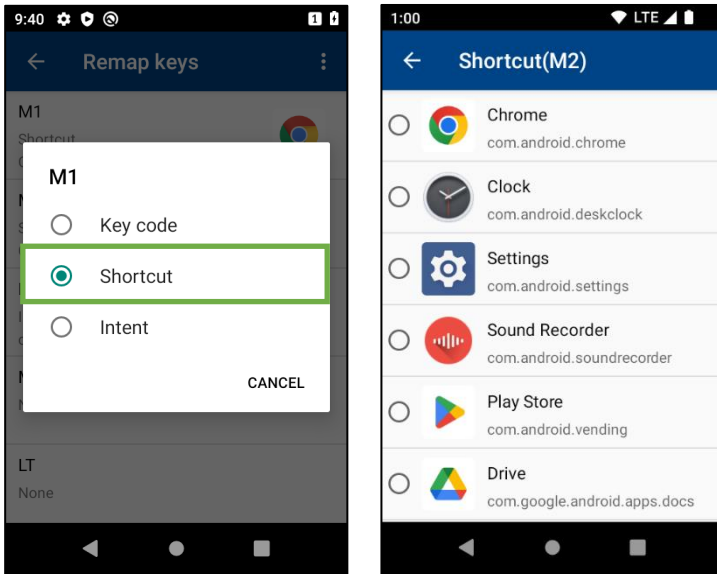 9:40
1
Remap keys
M1
Shortcut
M1
Key code
Shortcut
Intent
CANCEL
LT
None
1:00
LTE
Shortcut(M2)
Chrome
com.android.chrome
Clock
com.android.deskclock
Settings
com.android.settings
Sound Recorder
com.android.soundrecorder
Play Store
com.android.vending
Drive
com.google.android.apps.docs